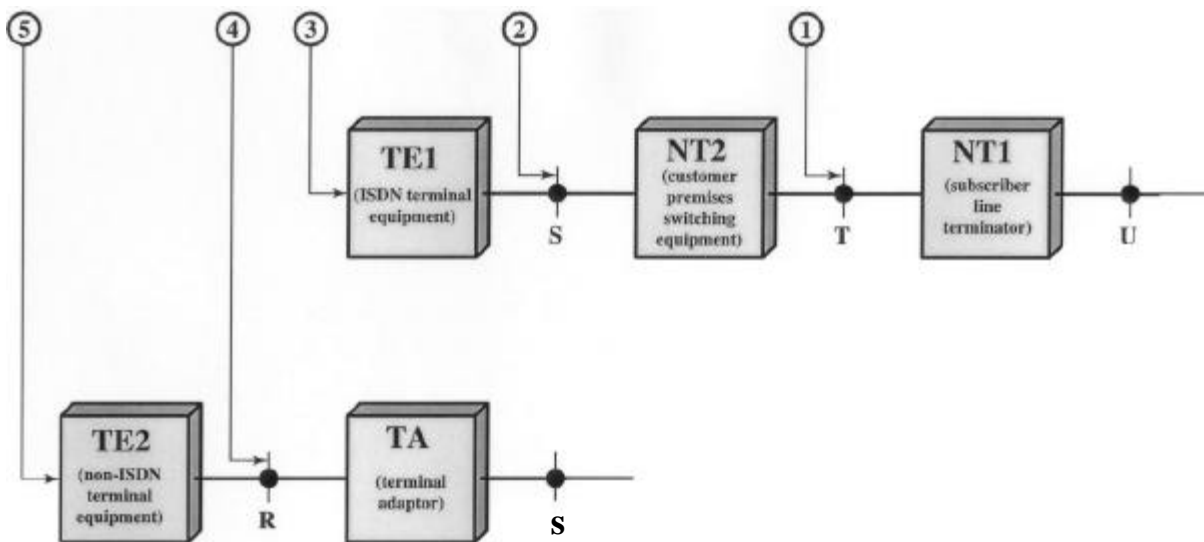 5 4 3 2 1
TE1
(ISDN terminal
equipment)
S
NT2
(customer
premises
switching
equipment)
T
NT1
(subscriber
line
terminator)
U
TE2
(non-ISDN
terminal
equipment)
R
TA
(terminal
adaptor)
S